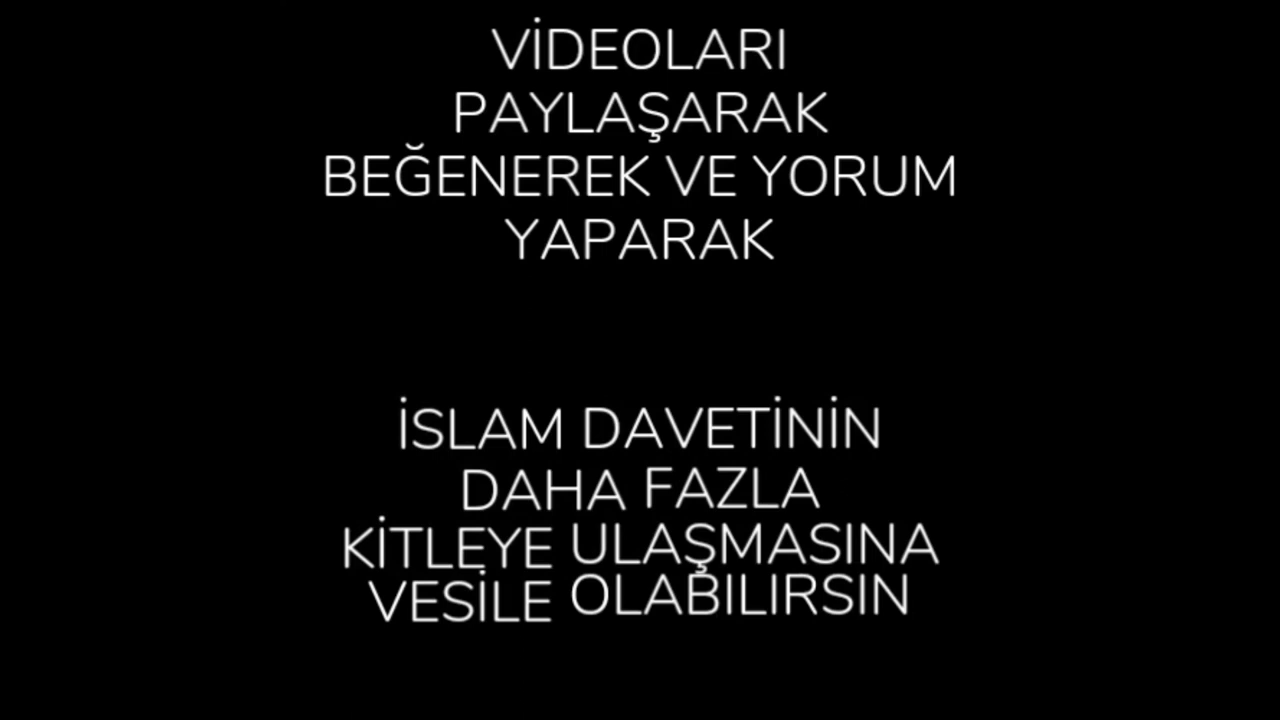 VİDEOLARI
PAYLAŞARAK
BEĞENEREK VE YORUM
YAPARAK
İSLAM DAVETİNİN
DAHA FAZLA
KİTLEYE ULAŞMASINA
VESİLE OLABILIRSIN